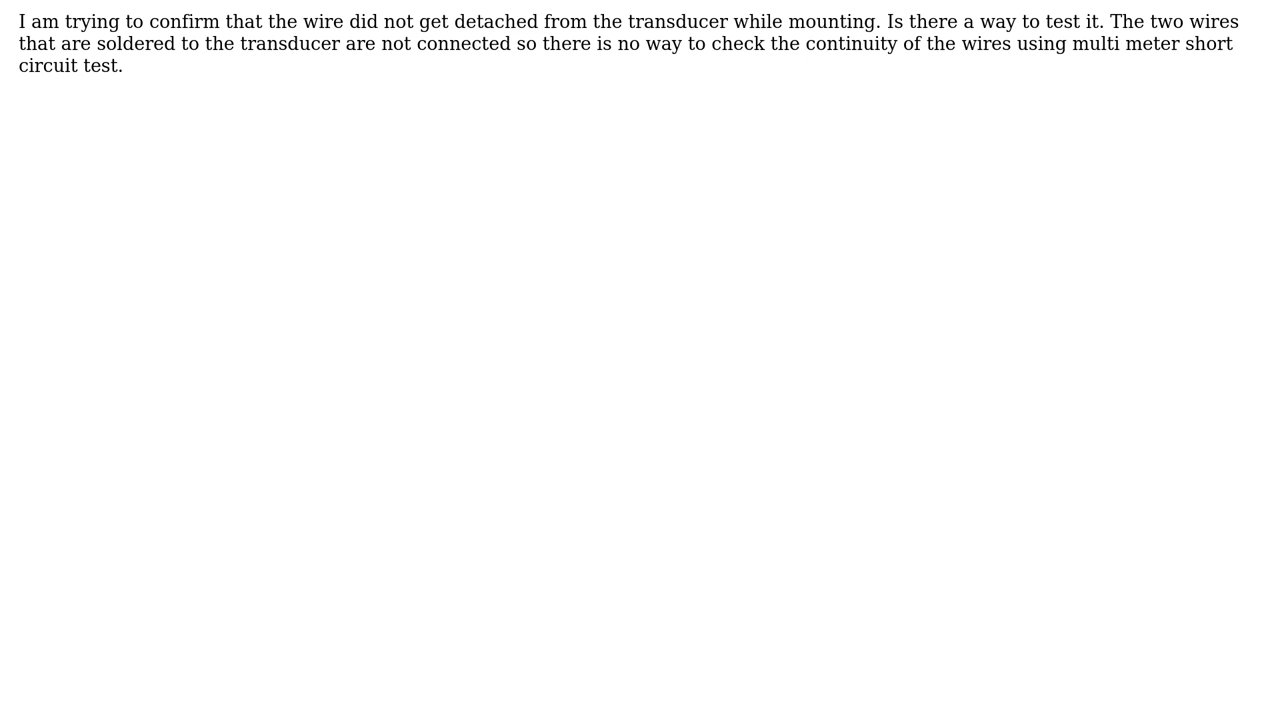 I am trying to confirm that the wire did not get detached from the transducer while mounting. Is there a way to test it. The two wires
that are soldered to the transducer are not connected so there is no way to check the continuity of the wires using multi meter short
circuit test.